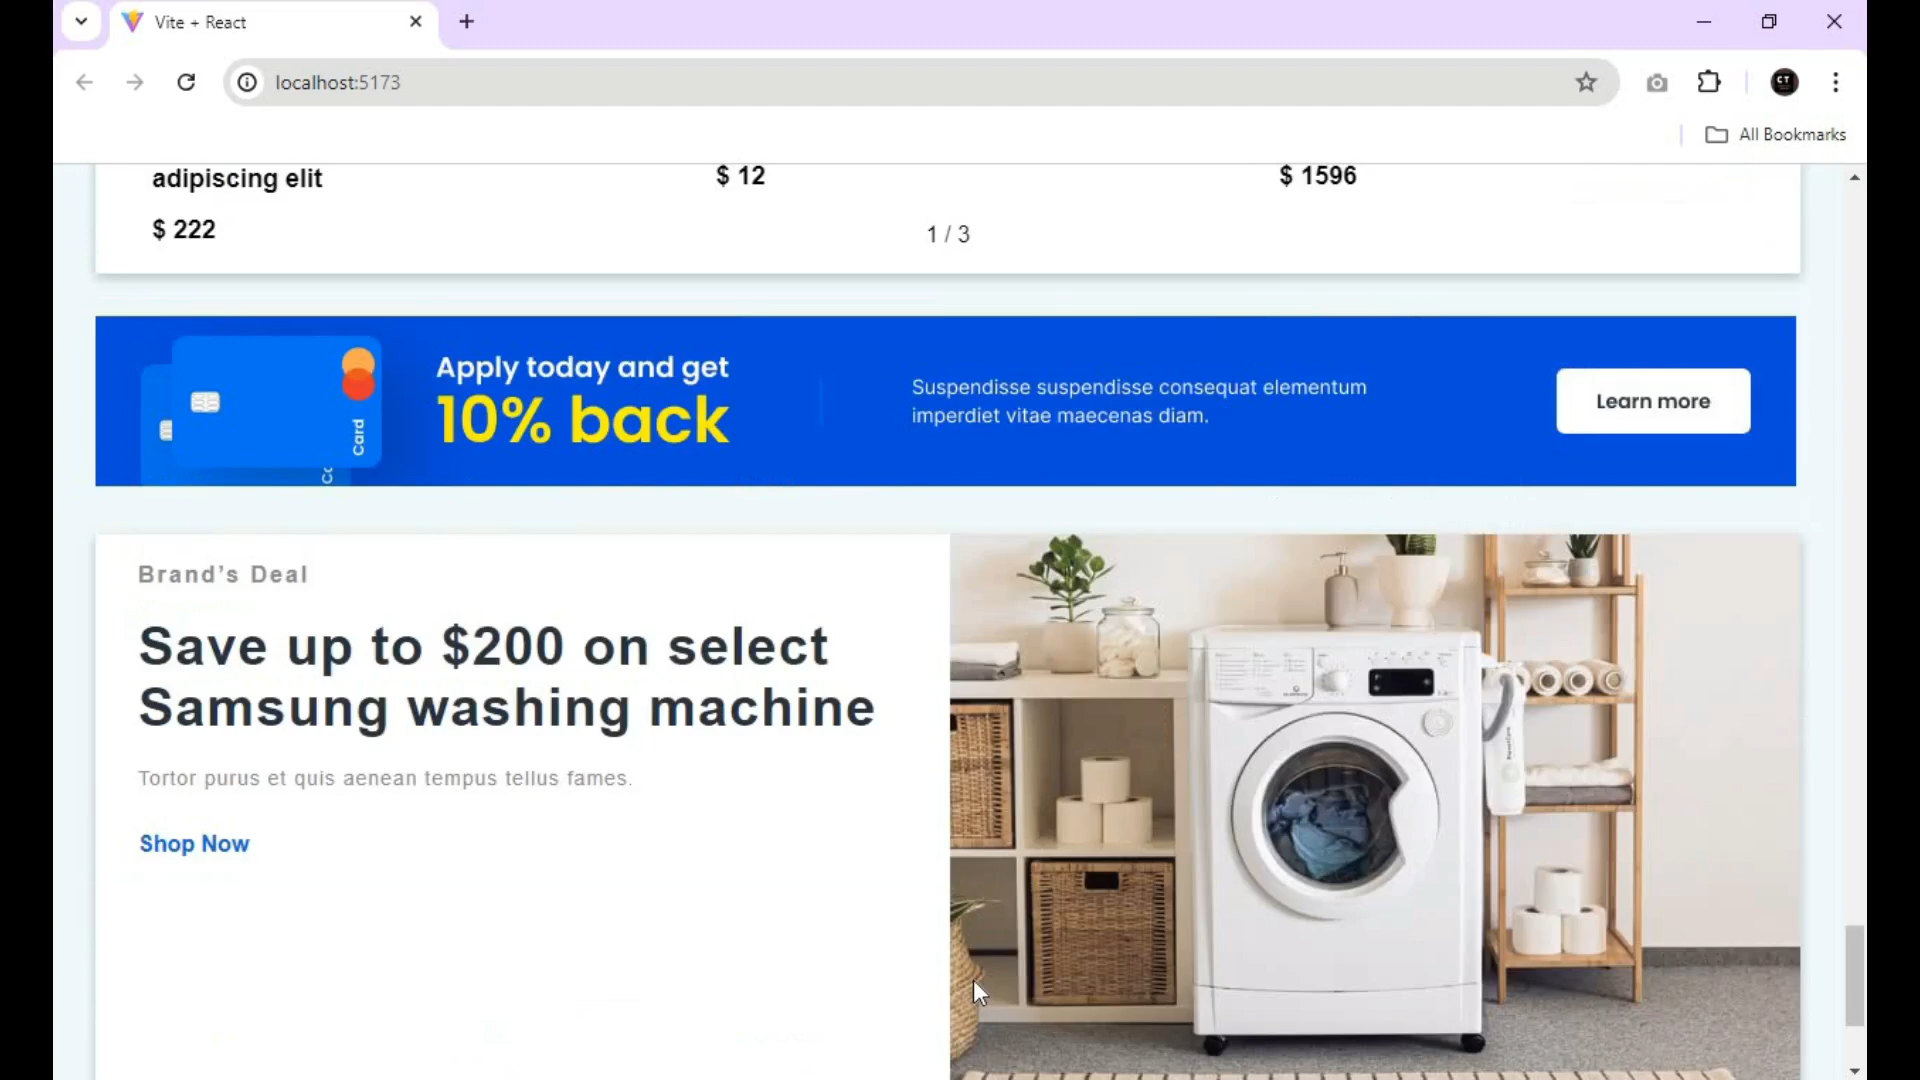 Vite + React
localhost:5173
CT
All Bookmarks
adipiscing elit
$ 12
$ 1596
$ 222
1 / 3
Apply today and get
10% back
Card
Suspendisse suspendisse consequat elementum
imperdiet vitae maecenas diam.
Learn more
Brand’s Deal
Save up to $200 on select
Samsung washing machine
Tortor purus et quis aenean tempus tellus fames.
Shop Now